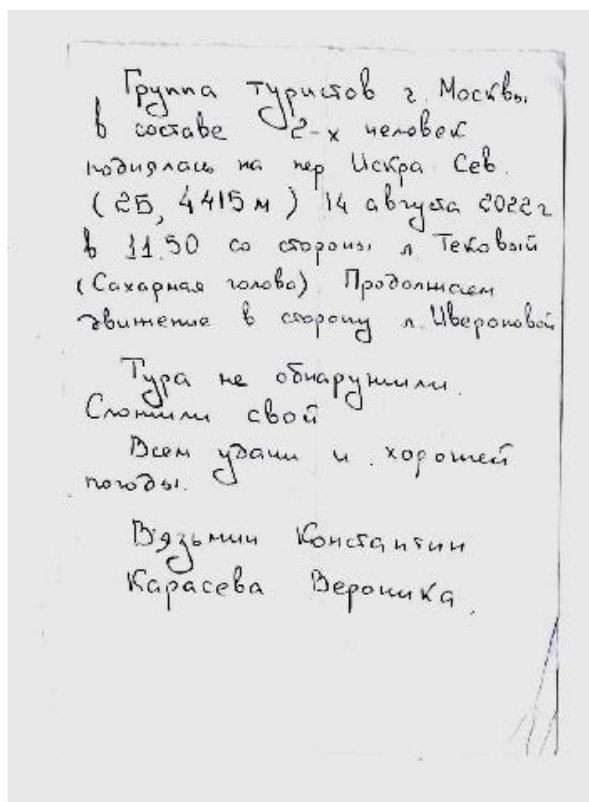 Группа туристов г. Москвы
в составе 2-х человек
поднялась на пер Искра Сев.
(2Б, 4415 м) 14 августа 2022 г
в 11.50 со стороны л. Тековый
(Сахарная голова). Продолжаем
движение в сторону л. Ивероновой
Тура не обнаружили.
Сложили свой
Всем удачи и хорошей
погоды.
Вязьмин Константин
Карасева Вероника.